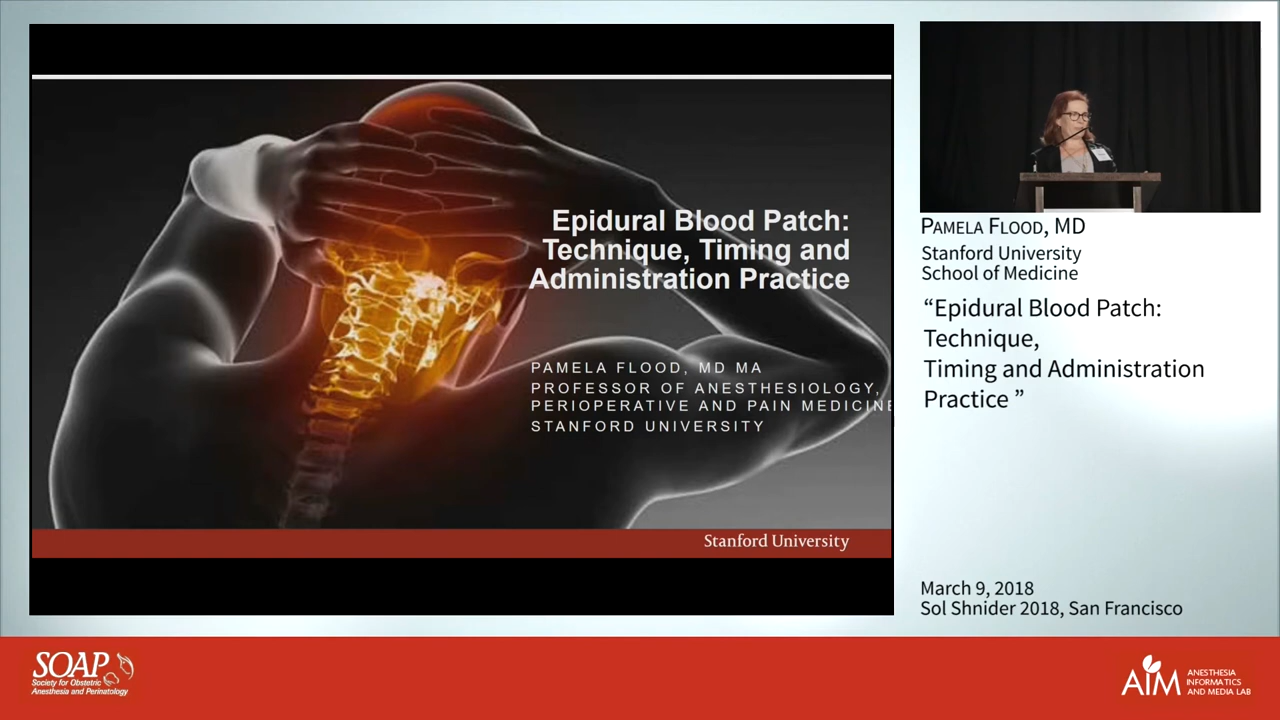 Epidural Blood Patch:
Technique, Timing and
Administration Practice
PAMELA FLOOD, MD MA
PROFESSOR OF ANESTHESIOLOGY,
PERIOPERATIVE AND PAIN MEDICINE
STANFORD UNIVERSITY
Stanford University
PAMELA FLOOD, MD
Stanford University
School of Medicine
“Epidural Blood Patch:
Technique,
Timing and Administration
Practice ”
March 9, 2018
Sol Shnider 2018, San Francisco
SOAP
Society for Obstetric
Anesthesia and Perinatology
AIM
ANESTHESIA
INFORMATICS
AND MEDIA LAB